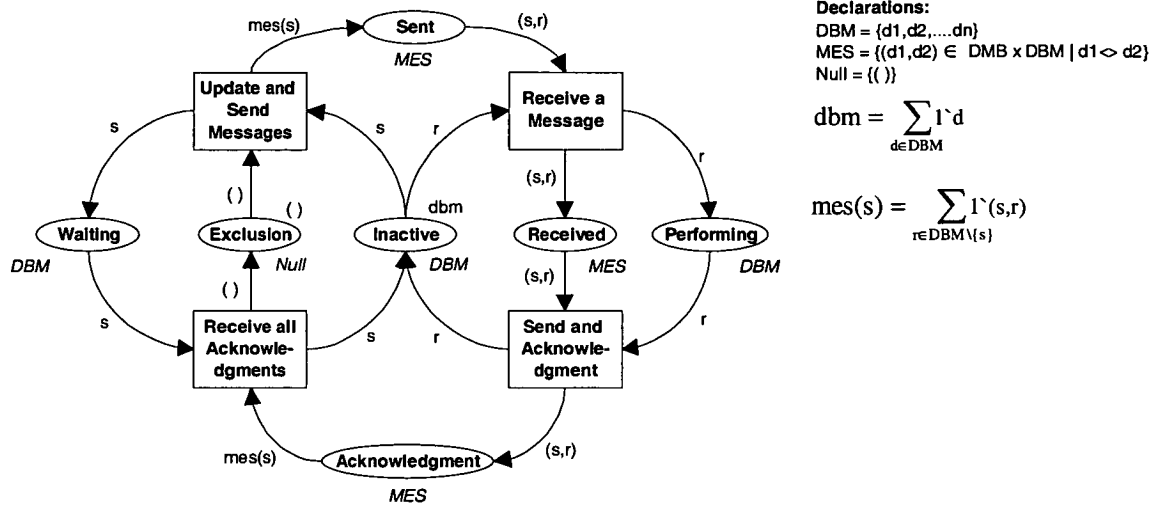 mes(s)
Sent
(s,r)
MES
Update and
Send
Messages
Receive a
Message
s
s
r
r
( )
( )
(s,r)
dbm
Waiting
Exclusion
Inactive
Received
Performing
DBM
Null
DBM
MES
DBM
( )
(s,r)
s
r
Receive all
Acknowle-
dgments
s
r
Send and
Acknowle-
dgment
mes(s)
Acknowledgment
(s,r)
MES
Declarations:
DBM = {d1,d2,....dn}
MES = {(d1,d2) ∈ DMB x DBM | d1<> d2}
Null = {( )}
dbm = ∑ 1`d
d∈DBM
mes(s) = ∑ 1`(s,r)
r∈DBM\{s}